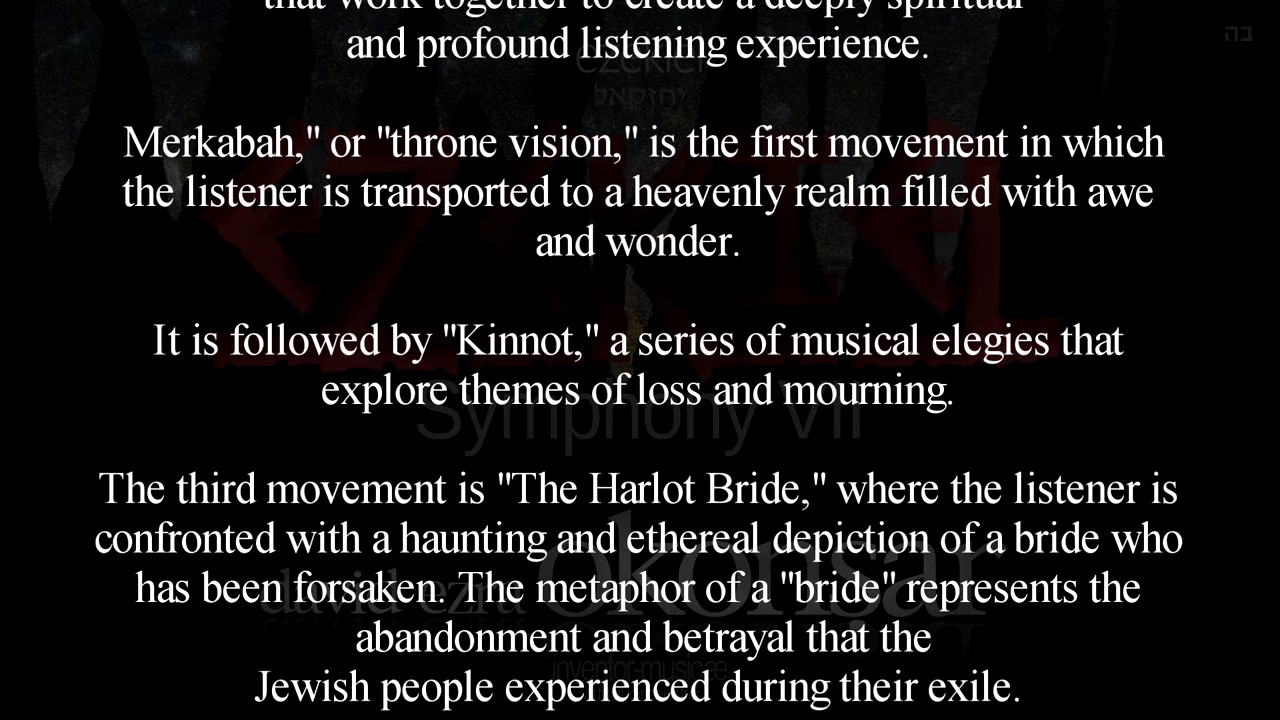 that work together to create a deeply spiritual
and profound listening experience.
בה
ezekiel
יחזקאל
Merkabah," or "throne vision," is the first movement in which
the listener is transported to a heavenly realm filled with awe
and wonder.
It is followed by "Kinnot," a series of musical elegies that
explore themes of loss and mourning.
Symphony VII
The third movement is "The Harlot Bride," where the listener is
confronted with a haunting and ethereal depiction of a bride who
has been forsaken. The metaphor of a "bride" represents the
david ezra okonşar
abandonment and betrayal that the
inventor-musicæ
Jewish people experienced during their exile.